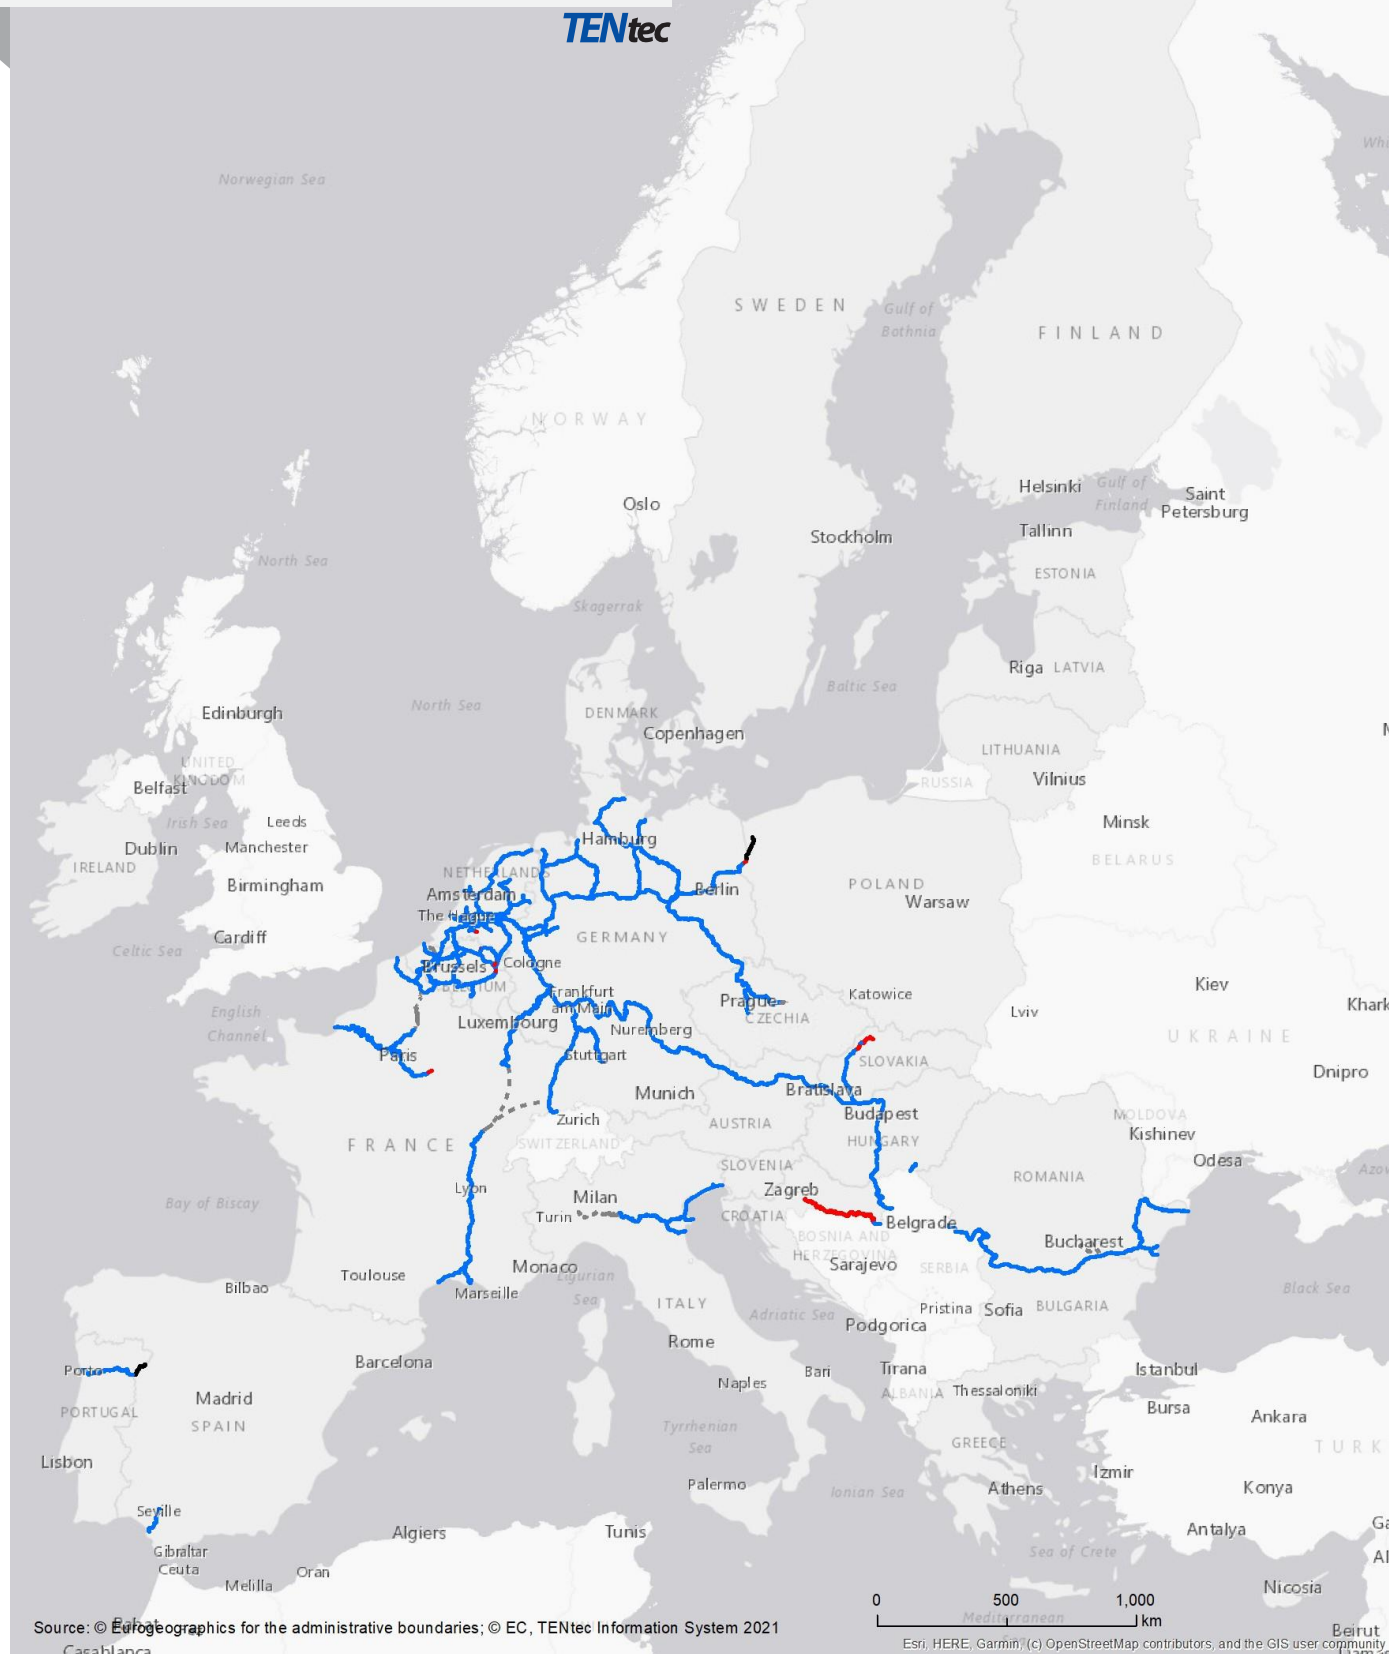 TENtec
Norwegian Sea
SWEDEN
Gulf of
Bothnia
FINLAND
NORWAY
Helsinki
Gulf of
Finland
Saint
Petersburg
Oslo
Stockholm
Tallinn
North Sea
ESTONIA
Skagerrak
Riga
LATVIA
Baltic Sea
North Sea
Edinburgh
DENMARK
Copenhagen
LITHUANIA
UNITED
KINGDOM
Vilnius
RUSSIA
Belfast
Irish Sea
Leeds
Minsk
Hamburg
Dublin
Manchester
IRELAND
BELARUS
NETHERLANDS
Birmingham
Amsterdam
Berlin
POLAND
Warsaw
The Hague
Cardiff
GERMANY
Celtic Sea
Brussels
Cologne
BELGIUM
Kiev
Frankfurt
am Main
Prague
Katowice
Khark
English
Channel
Lviv
CZECHIA
Luxembourg
Nuremberg
UKRAINE
Paris
Stuttgart
SLOVAKIA
Dnipro
Munich
Bratislava
Zurich
Budapest
MOLDOVA
AUSTRIA
Kishinev
FRANCE
SWITZERLAND
HUNGARY
Odesa
SLOVENIA
Azov
ROMANIA
Lyon
Milan
Zagreb
Bay of Biscay
Turin
CROATIA
Belgrade
BOSNIA AND
HERZEGOVINA
Bucharest
Sarajevo
SERBIA
Monaco
Toulouse
Ligurian
Sea
Bilbao
Marseille
Black Sea
ITALY
Adriatic Sea
Pristina
Sofia
BULGARIA
Podgorica
Rome
Barcelona
Porto
Bari
Tirana
Istanbul
Naples
ALBANIA
Thessaloniki
Madrid
Bursa
PORTUGAL
SPAIN
Ankara
Tyrrhenian
Sea
GREECE
TURK
Lisbon
Izmir
Palermo
Ionian Sea
Athens
Konya
Seville
Algiers
Tunis
Antalya
Gibraltar
Sea of Crete
Ceuta
Oran
Melilla
Nicosia
0 500 1,000
km
Mediterranean
Rabat
Source: © Eurogeographics for the administrative boundaries; © EC, TENtec Information System 2021
Beirut
Esri, HERE, Garmin, (c) OpenStreetMap contributors, and the GIS user community
Casablanca